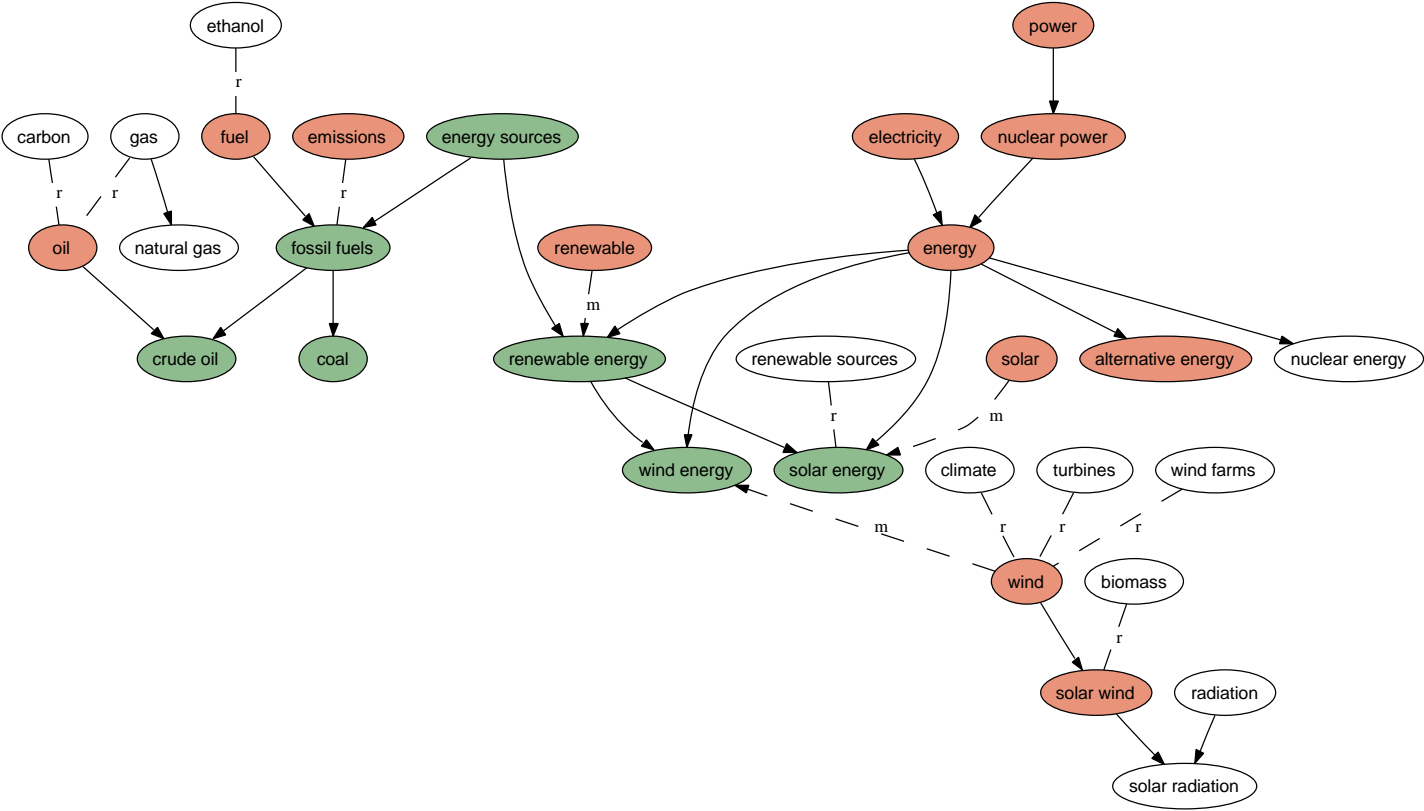 ethanol
power
r
carbon
gas
fuel
emissions
energy sources
electricity
nuclear power
r
r
r
oil
natural gas
fossil fuels
renewable
energy
m
crude oil
coal
renewable energy
renewable sources
solar
alternative energy
nuclear energy
r
m
wind energy
solar energy
climate
turbines
wind farms
m
r
r
r
wind
biomass
r
solar wind
radiation
solar radiation